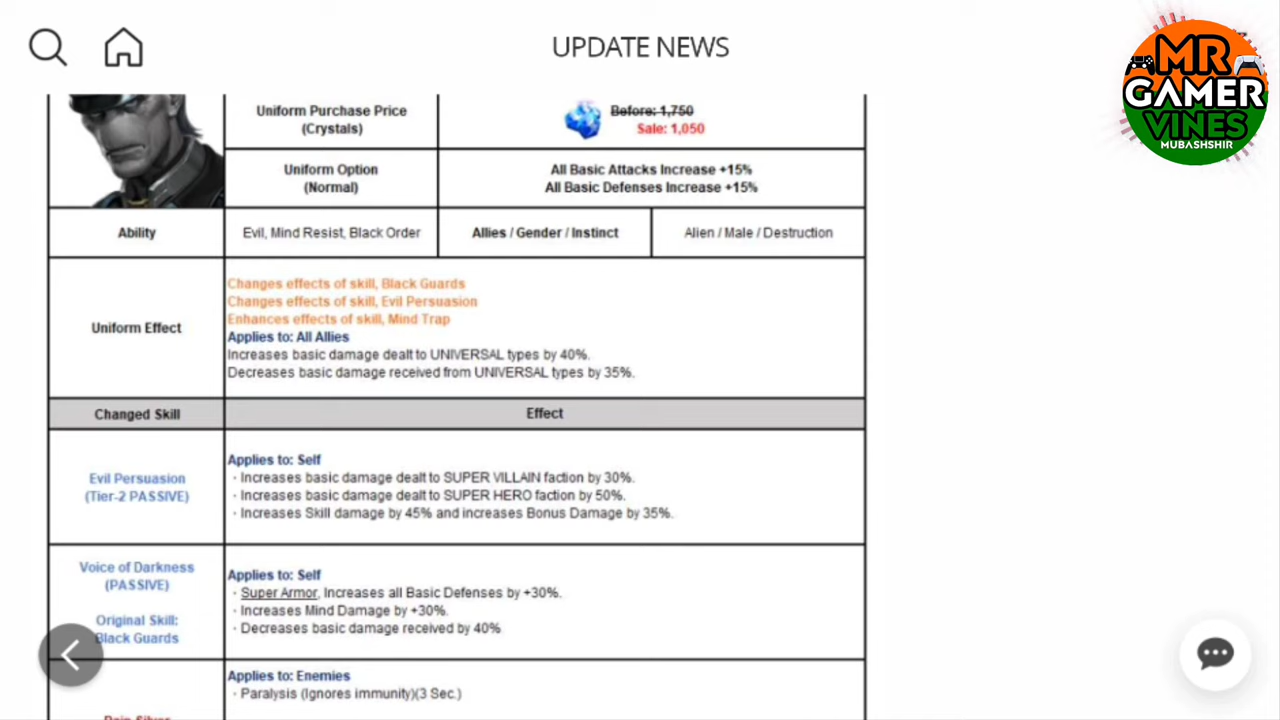 UPDATE NEWS
MR
GAMER
VINES
MUBASHSHIR
Uniform Purchase Price
(Crystals)
Before: 1,750
Sale: 1,050
Uniform Option
(Normal)
All Basic Attacks Increase +15%
All Basic Defenses Increase +15%
Ability
Evil, Mind Resist, Black Order
Allies / Gender / Instinct
Alien / Male / Destruction
Uniform Effect
Changes effects of skill, Black Guards
Changes effects of skill, Evil Persuasion
Enhances effects of skill, Mind Trap
Applies to: All Allies
Increases basic damage dealt to UNIVERSAL types by 40%.
Decreases basic damage received from UNIVERSAL types by 35%.
Changed Skill
Effect
Evil Persuasion
(Tier-2 PASSIVE)
Applies to: Self
· Increases basic damage dealt to SUPER VILLAIN faction by 30%.
· Increases basic damage dealt to SUPER HERO faction by 50%.
· Increases Skill damage by 45% and increases Bonus Damage by 35%.
Voice of Darkness
(PASSIVE)
Original Skill:
Black Guards
Applies to: Self
· Super Armor, Increases all Basic Defenses by +30%.
· Increases Mind Damage by +30%.
· Decreases basic damage received by 40%
Applies to: Enemies
· Paralysis (Ignores immunity)(3 Sec.)